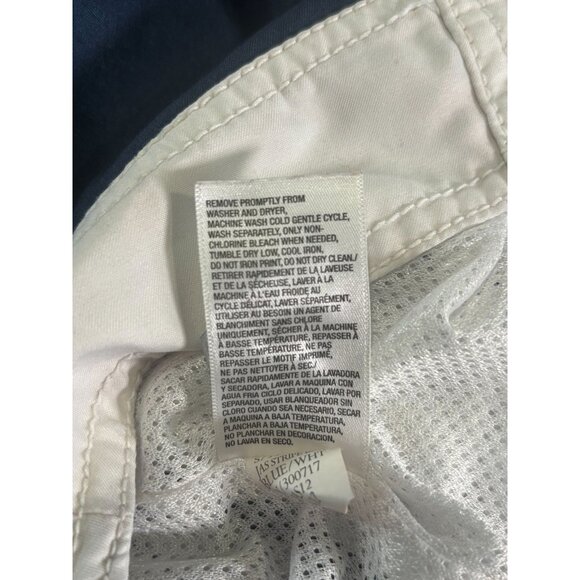 REMOVE PROMPTLY FROM
WASHER AND DRYER,
MACHINE WASH COLD GENTLE CYCLE,
WASH SEPARATELY, ONLY NON-
CHLORINE BLEACH WHEN NEEDED,
TUMBLE DRY LOW, COOL IRON,
DO NOT IRON PRINT, DO NOT DRY CLEAN./
RETIRER RAPIDEMENT DE LA LAVEUSE
ET DE LA SÉCHEUSE, LAVER À LA
MACHINE À L'EAU FROIDE AU
CYCLE DÉLICAT, LAVER SÉPARÉMENT,
UTILISER AU BESOIN UN AGENT DE
BLANCHIMENT SANS CHLORE
UNIQUEMENT, SÉCHER À LA MACHINE
À BASSE TEMPÉRATURE, REPASSER À
BASSE TEMPÉRATURE, NE PAS
REPASSER LE MOTIF IMPRIMÉ,
NE PAS NETTOYER À SEC./
SACAR RAPIDAMENTE DE LA LAVADORA
Y SECADORA, LAVAR A MAQUINA CON
AGUA FRIA CICLO DELICADO, LAVAR POR
SEPARADO, USAR BLANQUEADOR SIN
CLORO CUANDO SEA NECESARIO, SECAR
A MAQUINA A BAJA TEMPERATURA,
PLANCHAR A BAJA TEMPERATURA,
NO PLANCHAR EN DECORACION,
NO LAVAR EN SECO.
STRIPE
BLUE/WHT
300717
S12